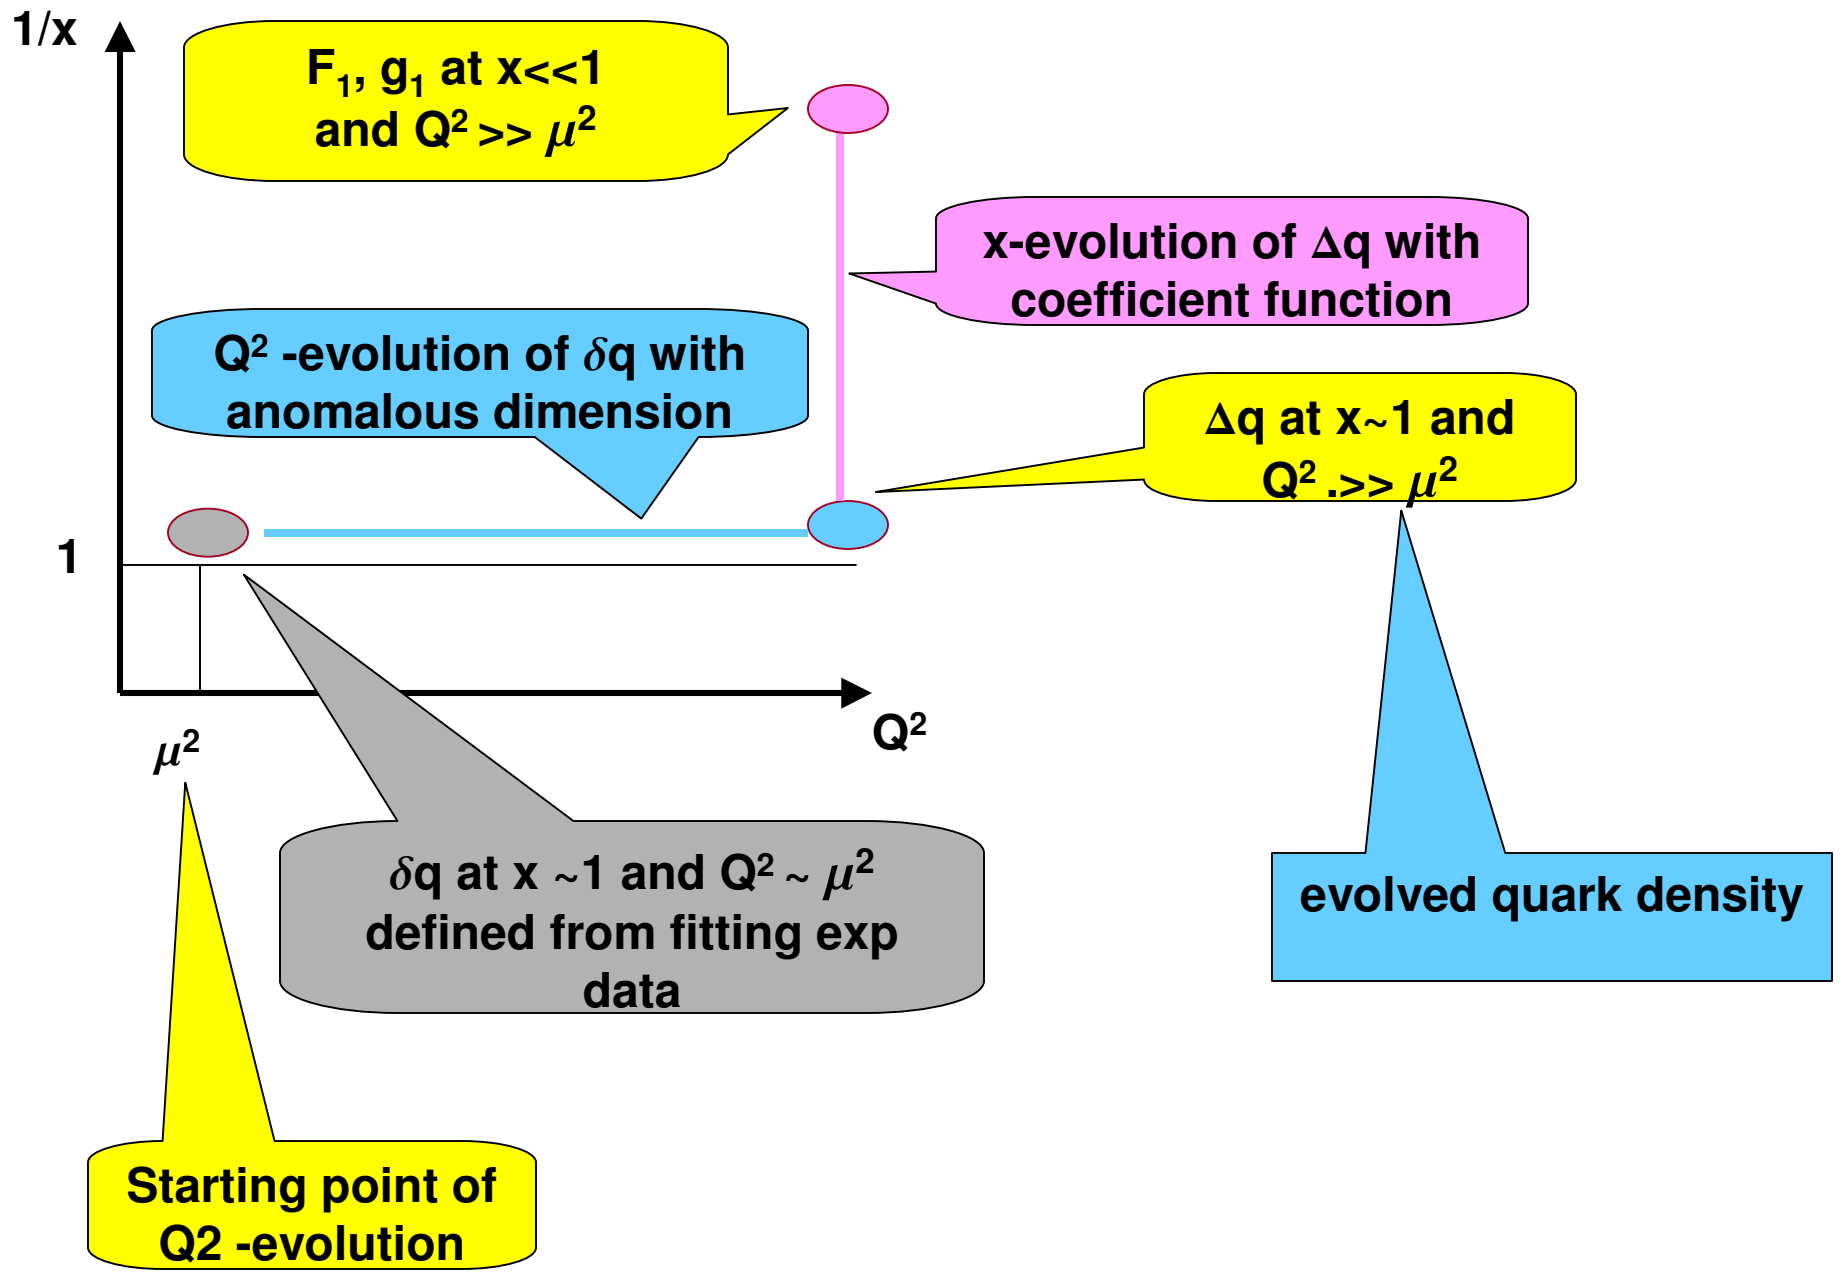 1/x
F₁, g₁ at x<<1
and Q² >> μ²
x-evolution of Δq with
coefficient function
Q² -evolution of δq with
anomalous dimension
Δq at x~1 and
Q² .>> μ²
1
Q²
μ²
δq at x ~1 and Q² ~ μ²
defined from fitting exp
data
evolved quark density
Starting point of
Q2 -evolution